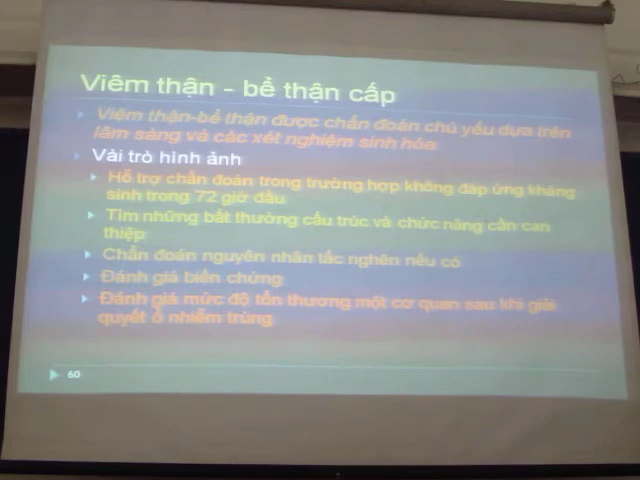 Viêm thận - bể thận cấp
Viêm thận-bể thận được chẩn đoán chủ yếu dựa trên
lâm sàng và các xét nghiệm sinh hóa
Vài trò hình ảnh
Hỗ trợ chẩn đoán trong trường hợp không đáp ứng kháng
sinh trong 72 giờ đầu
Tìm những bất thường cấu trúc và chức năng cần can
thiệp
Chẩn đoán nguyên nhân tắc nghẽn nếu có
Đánh giá biến chứng
Đánh giá mức độ tổn thương một cơ quan sau khi giải
quyết ổ nhiễm trùng
60